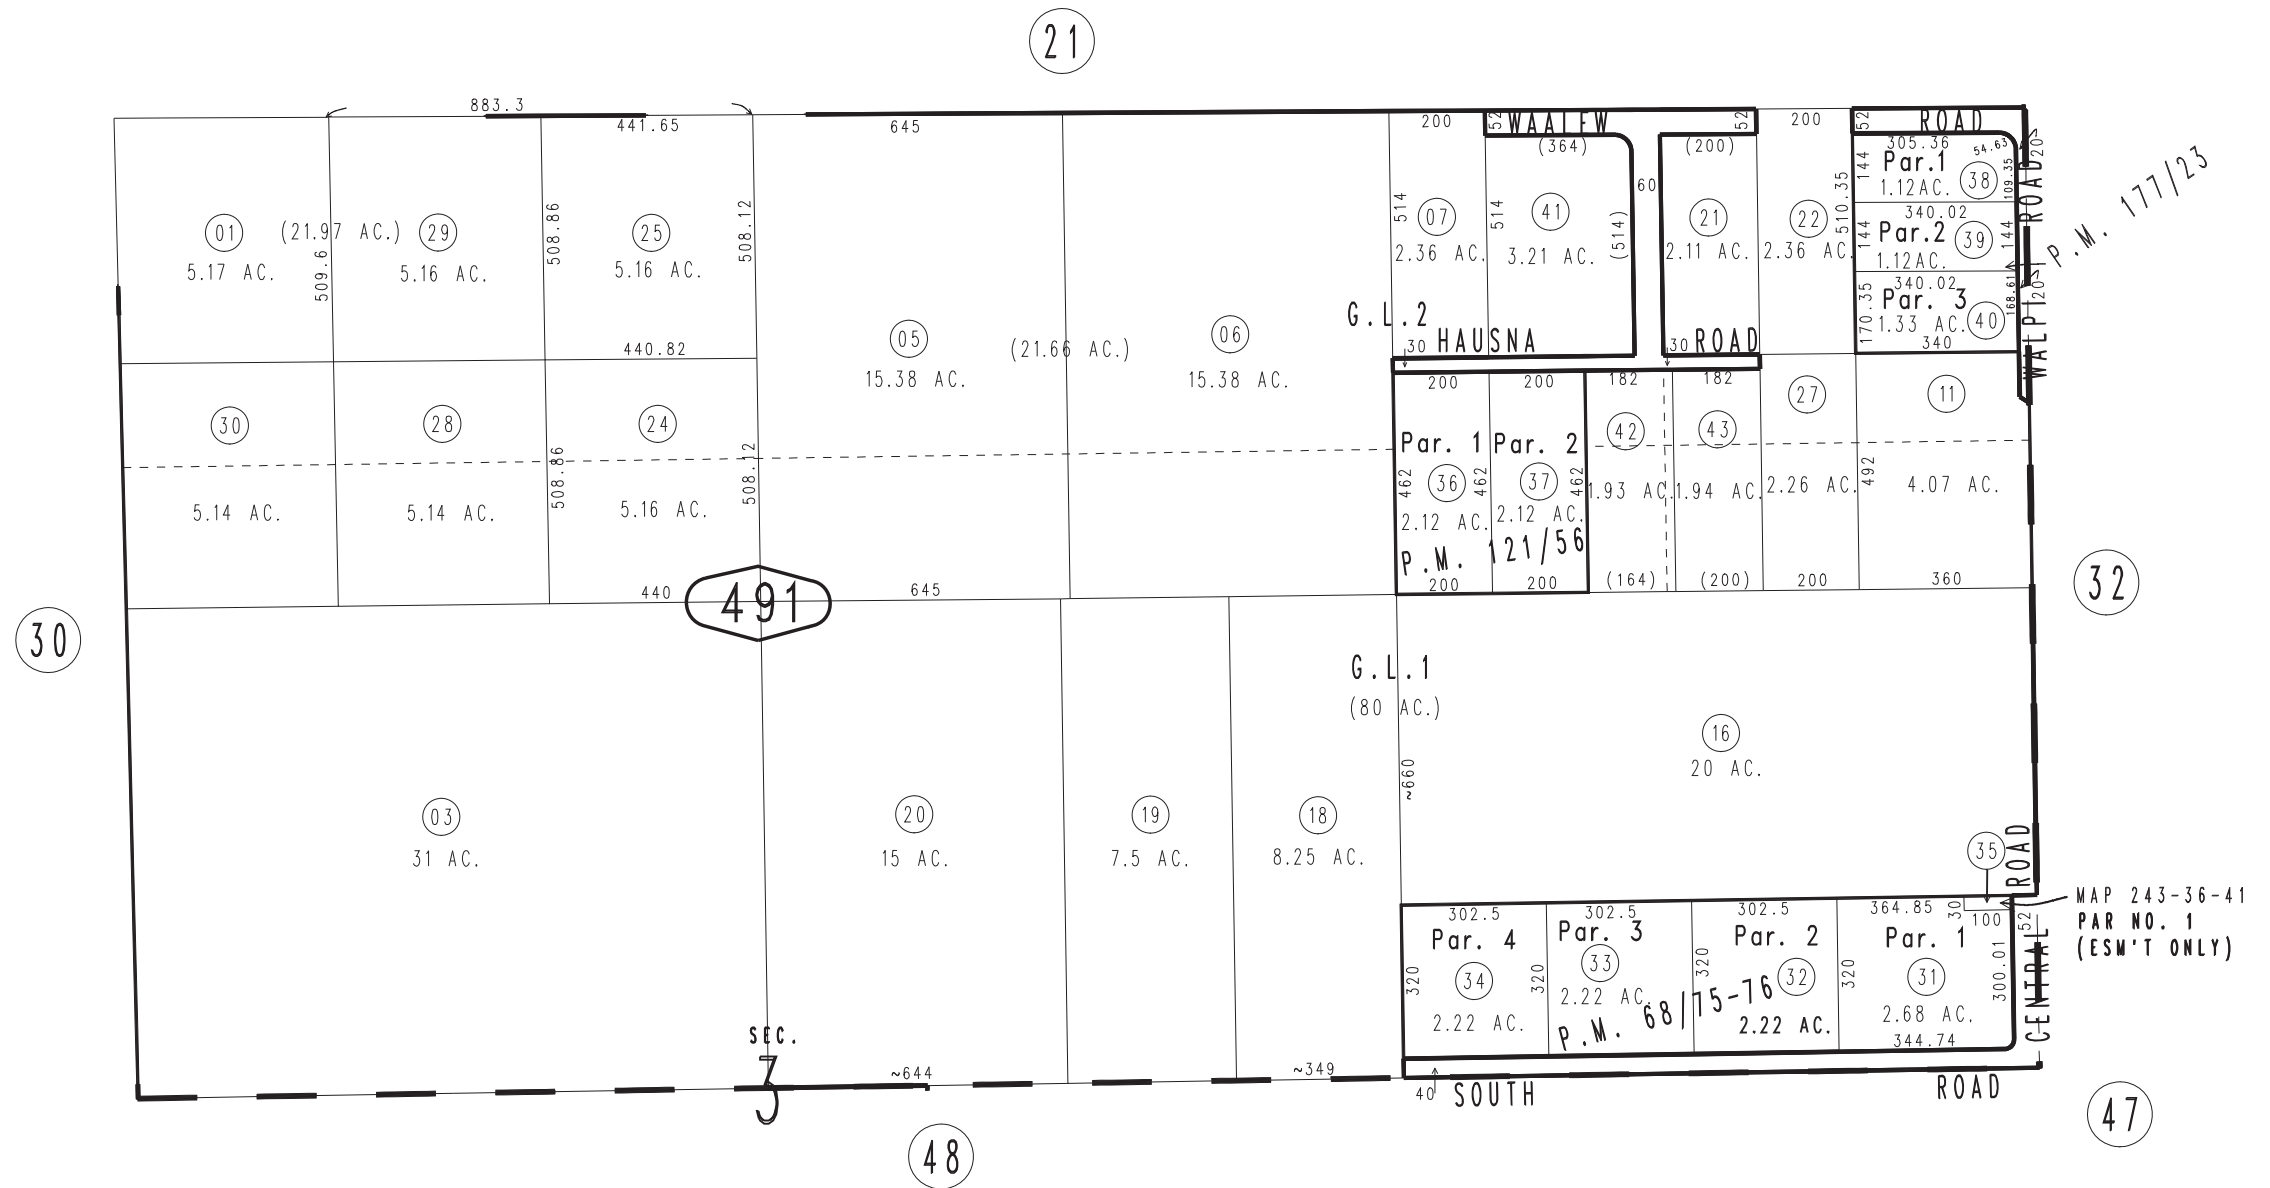 21
883.3
441.65
645
200
52
WAALEW
52
200
52
ROAD
(364)
(200)
305.36
54.63
20
Par.1
144
38
1.12 AC.
109.35
ROAD
P.M. 177/23
60
01
(21.97 AC.)
29
25
508.86
508.12
5.17 AC.
509.6
5.16 AC.
5.16 AC.
514
07
514
41
(514)
21
22
510.35
2.36 AC.
3.21 AC.
2.11 AC.
2.36 AC.
340.02
144
Par.2
39
144
1.12 AC.
340.02
20
170.35
Par. 3
168.61
1.33 AC.
40
340
WALPI
G.L.2
30
HAUSNA
30
ROAD
05
(21.66 AC.)
06
440.82
15.38 AC.
15.38 AC.
200
200
182
182
27
11
30
28
24
Par. 1
Par. 2
42
43
508.86
508.12
462
36
462
37
462
492
1.93 AC.
1.94 AC.
2.26 AC.
4.07 AC.
5.14 AC.
5.14 AC.
5.16 AC.
2.12 AC.
2.12 AC.
P.M. 121/56
440
491
645
200
200
(164)
(200)
200
360
32
30
G.L.1
(80 AC.)
16
20 AC.
~660
03
20
19
18
31 AC.
15 AC.
7.5 AC.
8.25 AC.
35
ROAD
MAP 243-36-41
PAR NO. 1
(ESM'T ONLY)
302.5
302.5
302.5
364.85
30
100
52
Par. 4
Par. 3
Par. 2
Par. 1
320
34
320
33
320
32
320
31
300.01
CENTRAL
2.22 AC.
2.22 AC.
2.22 AC.
2.68 AC.
P.M. 68/75-76
344.74
SEC.
3
~644
~349
40
SOUTH
ROAD
48
47